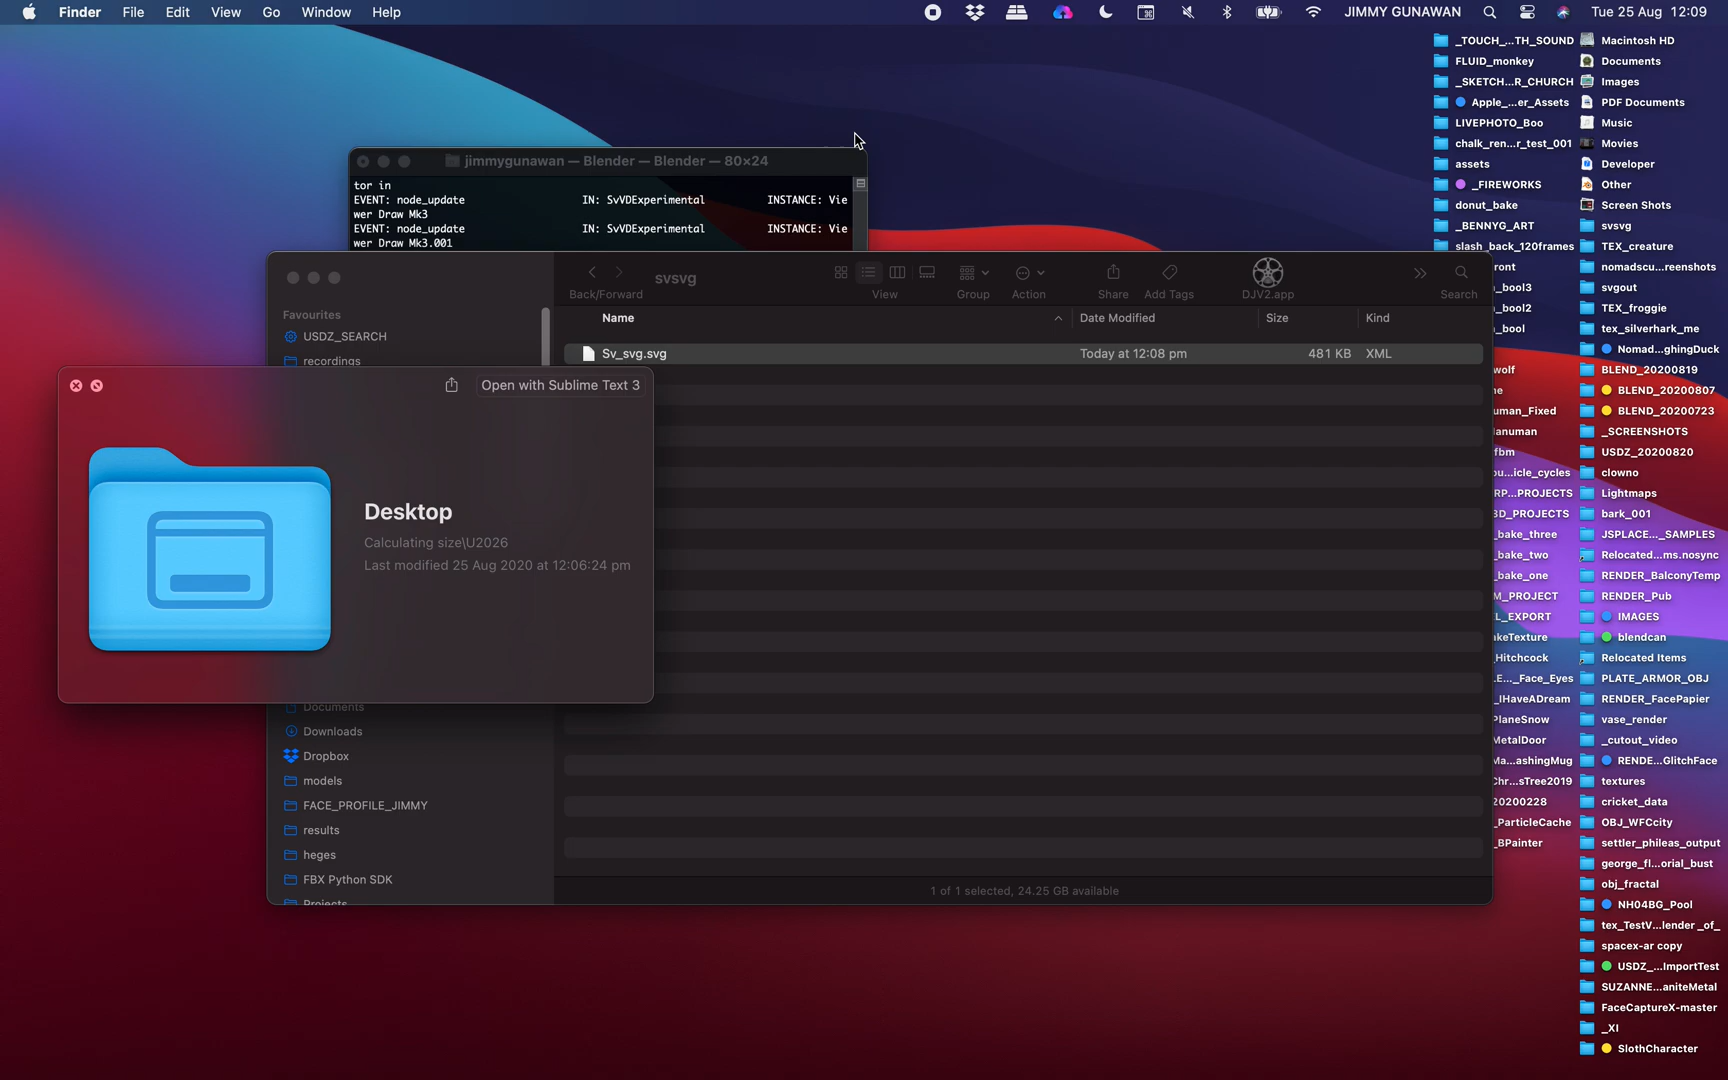 Finder File Edit View Go Window Help
JIMMY GUNAWAN Tue 25 Aug 12:09
jimmygunawan — Blender — Blender — 80×24
tor in
EVENT: node_update IN: SvVDExperimental INSTANCE: Vie
wer Draw Mk3
EVENT: node_update IN: SvVDExperimental INSTANCE: Vie
wer Draw Mk3.001
svsvg
Back/Forward View Group Action Share Add Tags DJV2.app Search
Favourites
USDZ_SEARCH
recordings
Name Date Modified Size Kind
Sv_svg.svg Today at 12:08 pm 481 KB XML
Open with Sublime Text 3
Desktop
Calculating size\U2026
Last modified 25 Aug 2020 at 12:06:24 pm
Documents
Downloads
Dropbox
models
FACE_PROFILE_JIMMY
results
heges
FBX Python SDK
Projects
1 of 1 selected, 24.25 GB available
_TOUCH_...TH_SOUND
FLUID_monkey
_SKETCH...R_CHURCH
Apple_...er_Assets
LIVEPHOTO_Boo
chalk_ren...r_test_001
assets
_FIREWORKS
donut_bake
_BENNYG_ART
slash_back_120frames
ront
_bool3
_bool2
_bool
wolf
ne
uman_Fixed
anuman
fbm
ou...icle_cycles
RP...PROJECTS
3D_PROJECTS
_bake_three
_bake_two
_bake_one
M_PROJECT
L_EXPORT
akeTexture
_Hitchcock
.E..._Face_Eyes
_IHaveADream
PlaneSnow
MetalDoor
Ma...ashingMug
Chr...sTree2019
20200228
_ParticleCache
_BPainter
Macintosh HD
Documents
Images
PDF Documents
Music
Movies
Developer
Other
Screen Shots
svsvg
TEX_creature
nomadscu...reenshots
svgout
TEX_froggie
tex_silverhark_me
Nomad...ghingDuck
BLEND_20200819
BLEND_20200807
BLEND_20200723
_SCREENSHOTS
USDZ_20200820
clowno
Lightmaps
bark_001
JSPLACE..._SAMPLES
Relocated...ms.nosync
RENDER_BalconyTemp
RENDER_Pub
IMAGES
blendcan
Relocated Items
PLATE_ARMOR_OBJ
RENDER_FacePapier
vase_render
_cutout_video
RENDE...GlitchFace
textures
cricket_data
OBJ_WFCcity
settler_phileas_output
george_fl...orial_bust
obj_fractal
NH04BG_Pool
tex_TestV...lender_of_
spacex-ar copy
USDZ_...ImportTest
SUZANNE...aniteMetal
FaceCaptureX-master
_XI
SlothCharacter